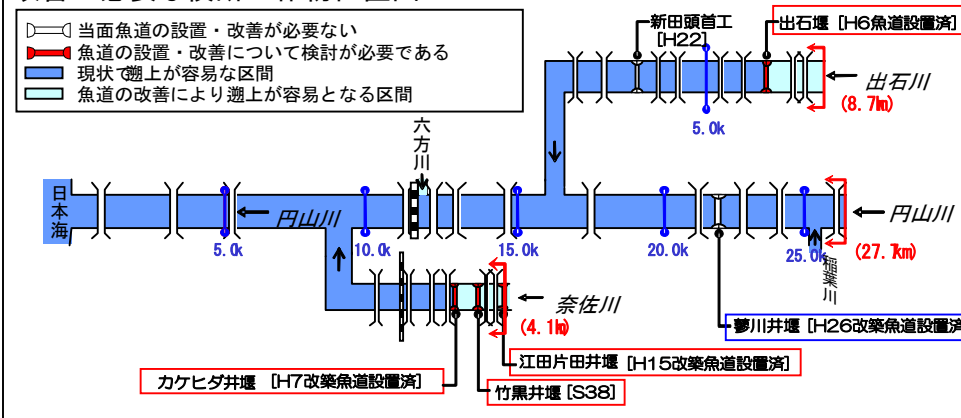 当面魚道の設置・改善が必要ない
魚道の設置・改善について検討が必要である
現状で遡上が容易な区間
魚道の改善により遡上が容易となる区間
新田頭首工
[H22]
出石堰 [H6魚道設置済]
出石川
(8.7km)
5.0k
六方川
日本海
円山川
5.0k
10.0k
15.0k
20.0k
25.0k
円山川
(27.7km)
稲葉川
奈佐川
(4.1km)
蓼川井堰 [H26改築魚道設置済
江田片田井堰 [H15改築魚道設置済]
カケヒダ井堰 [H7改築魚道設置済]
竹黒井堰 [S38]